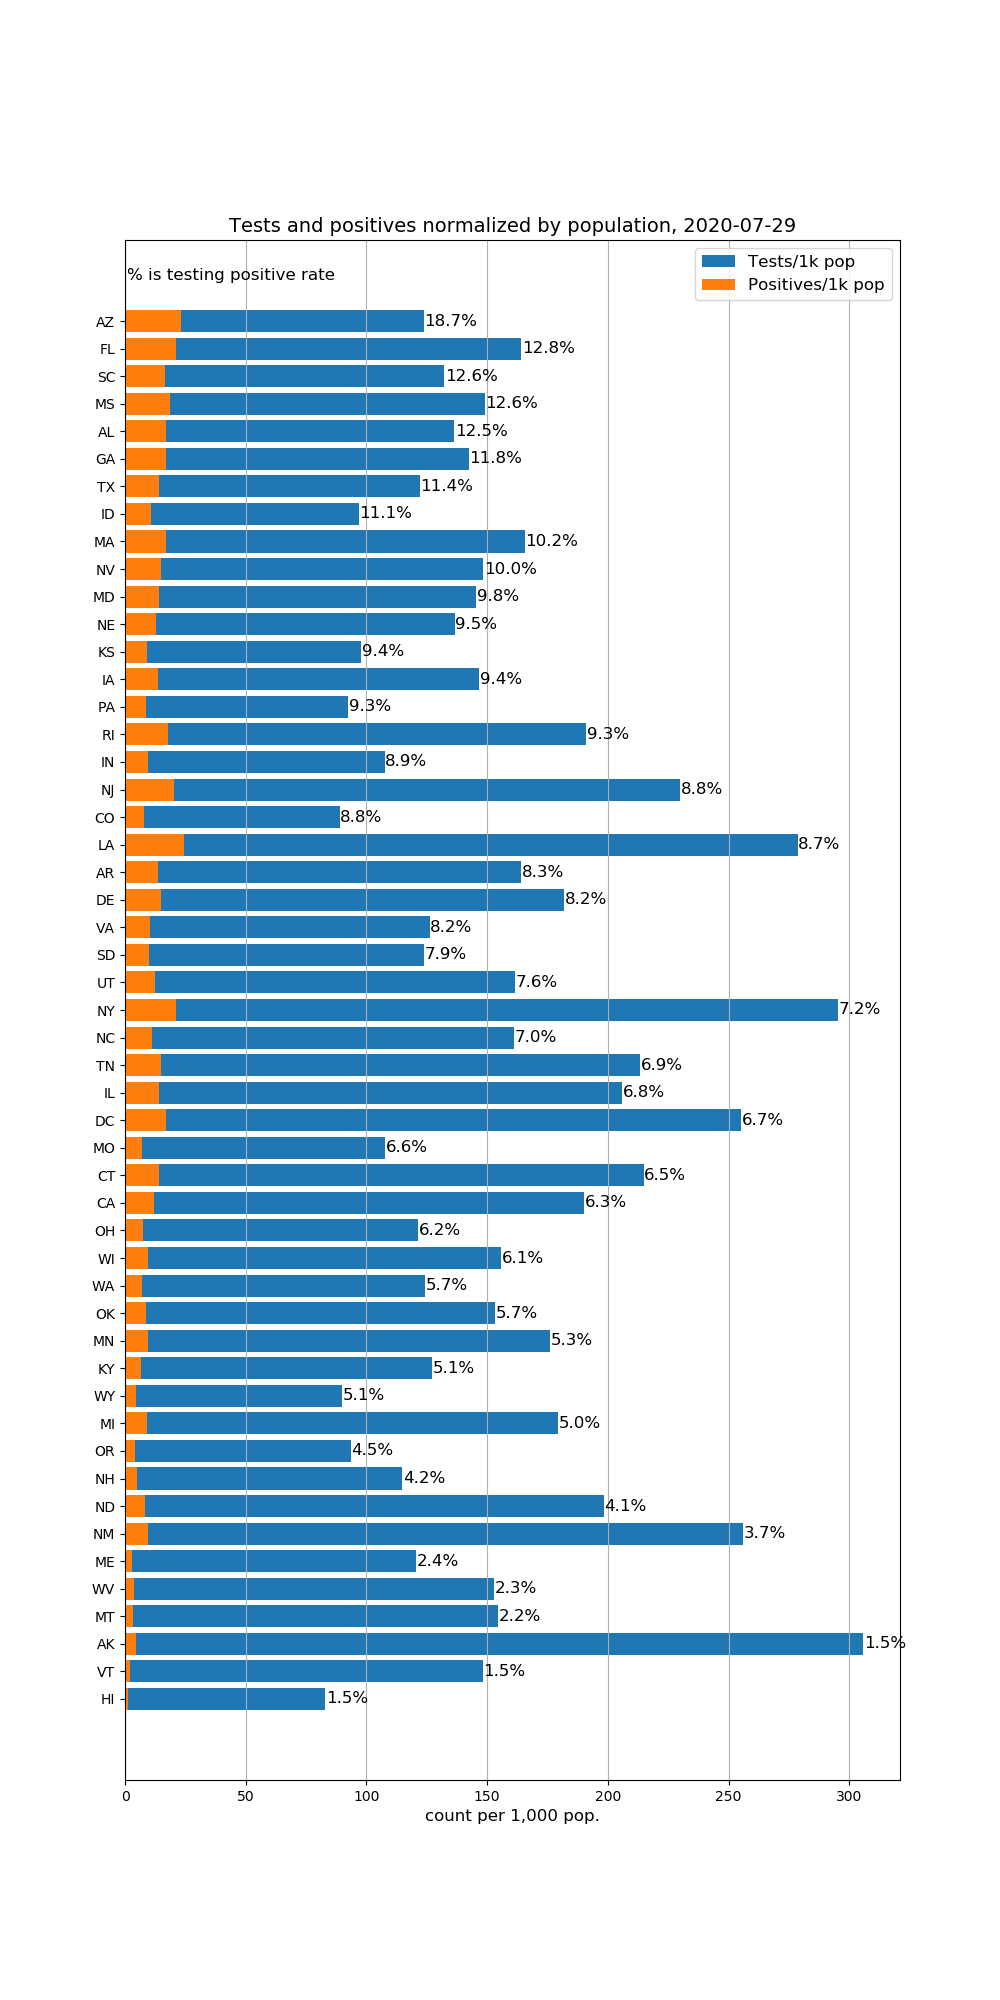 Tests and positives normalized by population, 2020-07-29
% is testing positive rate
Tests/1k pop
Positives/1k pop
AZ 18.7%
FL 12.8%
SC 12.6%
MS 12.6%
AL 12.5%
GA 11.8%
TX 11.4%
ID 11.1%
MA 10.2%
NV 10.0%
MD 9.8%
NE 9.5%
KS 9.4%
IA 9.4%
PA 9.3%
RI 9.3%
IN 8.9%
NJ 8.8%
CO 8.8%
LA 8.7%
AR 8.3%
DE 8.2%
VA 8.2%
SD 7.9%
UT 7.6%
NY 7.2%
NC 7.0%
TN 6.9%
IL 6.8%
DC 6.7%
MO 6.6%
CT 6.5%
CA 6.3%
OH 6.2%
WI 6.1%
WA 5.7%
OK 5.7%
MN 5.3%
KY 5.1%
WY 5.1%
MI 5.0%
OR 4.5%
NH 4.2%
ND 4.1%
NM 3.7%
ME 2.4%
WV 2.3%
MT 2.2%
AK 1.5%
VT 1.5%
HI 1.5%
0 50 100 150 200 250 300
count per 1,000 pop.